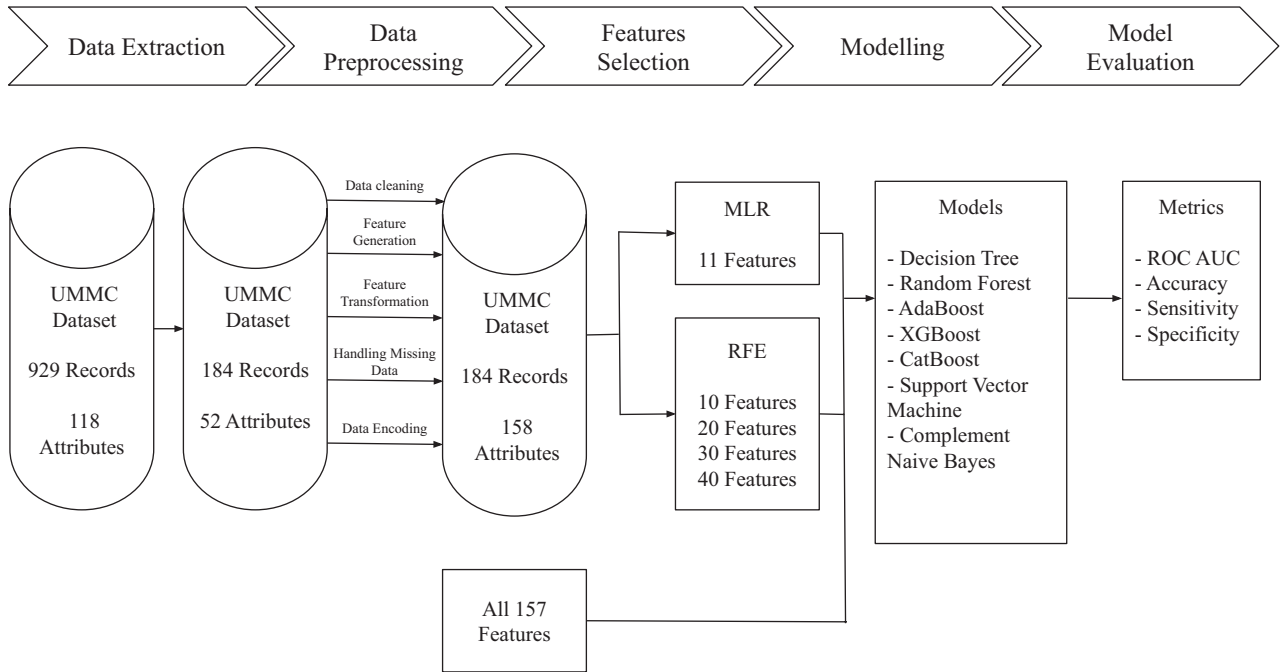 Data Extraction
Data
Preprocessing
Features
Selection
Modelling
Model
Evaluation
UMMC
Dataset
929 Records
118
Attributes
UMMC
Dataset
184 Records
52 Attributes
Data cleaning
Feature
Generation
Feature
Transformation
Handling Missing
Data
Data Encoding
UMMC
Dataset
184 Records
158
Attributes
MLR
11 Features
RFE
10 Features
20 Features
30 Features
40 Features
All 157
Features
Models
- Decision Tree
- Random Forest
- AdaBoost
- XGBoost
- CatBoost
- Support Vector
Machine
- Complement
Naive Bayes
Metrics
- ROC AUC
- Accuracy
- Sensitivity
- Specificity